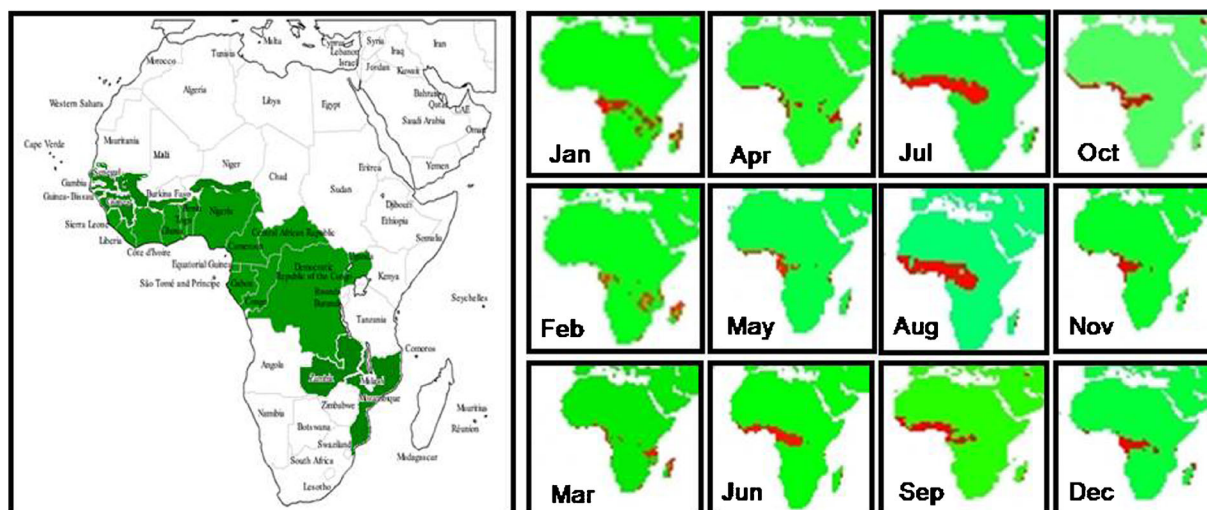 Malta
Cyprus
Syria
Iran
Tunisia
Lebanon
Iraq
Israel
Jordan
Kuwait
Morocco
Algeria
Libya
Egypt
Bahrain
Qatar
UAE
Western Sahara
Saudi Arabia
Oman
Mauritania
Cape Verde
Mali
Niger
Chad
Eritrea
Yemen
Senegal
Sudan
Gambia
Burkina Faso
Djibouti
Guinea-Bissau
Guinea
Benin
Nigeria
Ethiopia
Togo
Sierra Leone
Ghana
Central African Republic
Somalia
Liberia
Cameroon
Côte d'Ivoire
Uganda
Equatorial Guinea
Democratic
Republic of the Congo
Kenya
São Tomé and Príncipe
Gabon
Rwanda
Congo
Burundi
Seychelles
Tanzania
Comoros
Angola
Zambia
Malawi
Mozambique
Zimbabwe
Mauritius
Namibia
Botswana
Réunion
Swaziland
Madagascar
South Africa
Lesotho
Jan
Apr
Jul
Oct
Feb
May
Aug
Nov
Mar
Jun
Sep
Dec